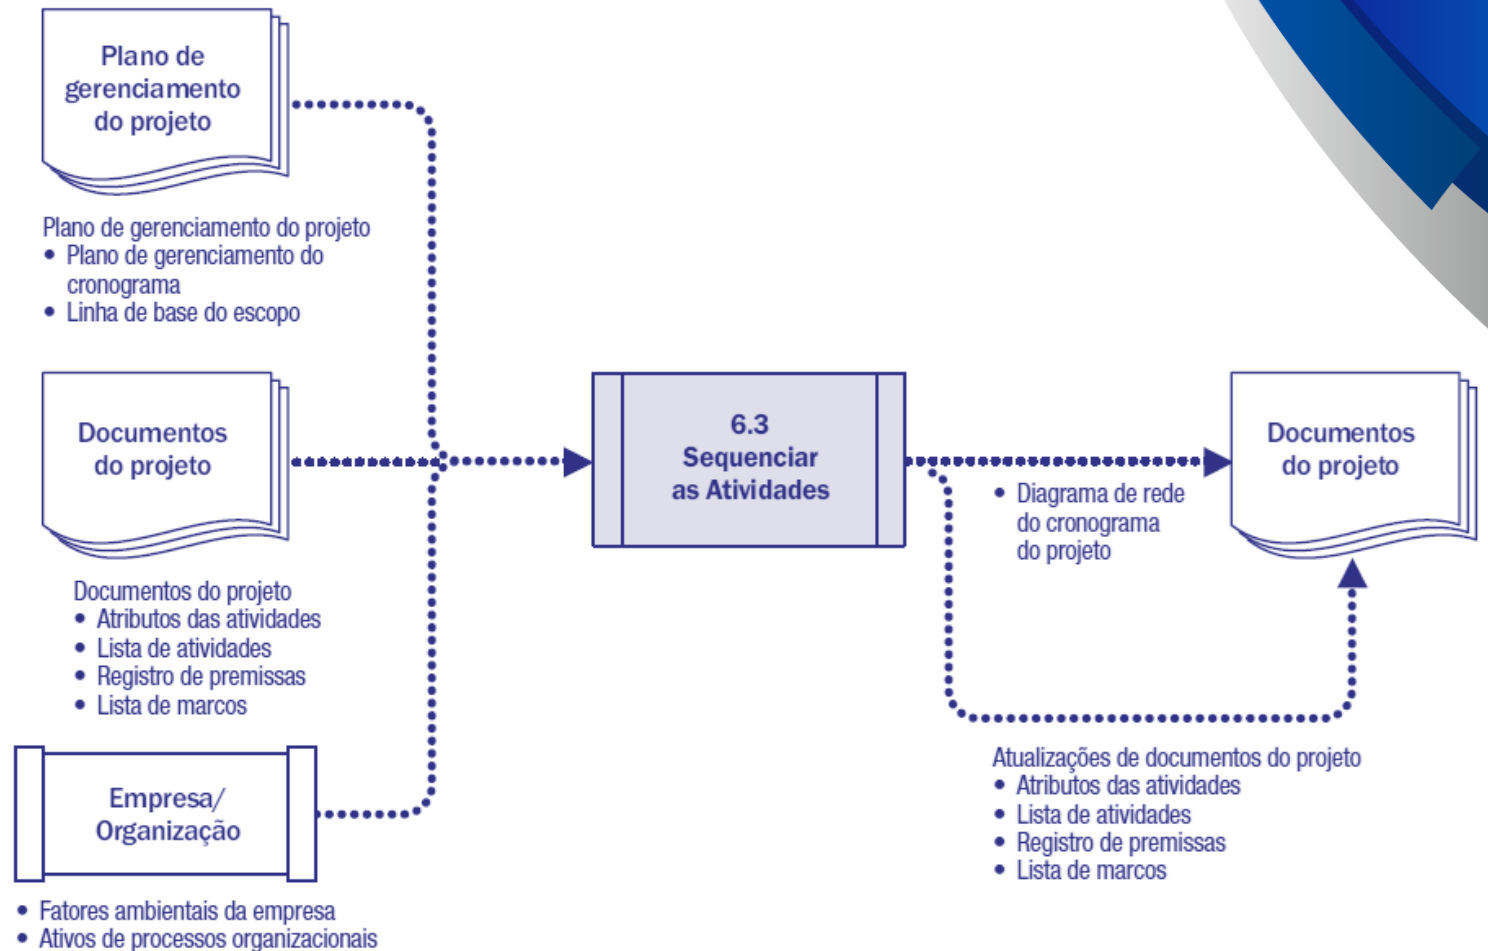 Plano de
gerenciamento
do projeto
Plano de gerenciamento do projeto
• Plano de gerenciamento do
cronograma
• Linha de base do escopo
Documentos
do projeto
Documentos do projeto
• Atributos das atividades
• Lista de atividades
• Registro de premissas
• Lista de marcos
Empresa/
Organização
• Fatores ambientais da empresa
• Ativos de processos organizacionais
6.3
Sequenciar
as Atividades
• Diagrama de rede
do cronograma
do projeto
Documentos
do projeto
Atualizações de documentos do projeto
• Atributos das atividades
• Lista de atividades
• Registro de premissas
• Lista de marcos